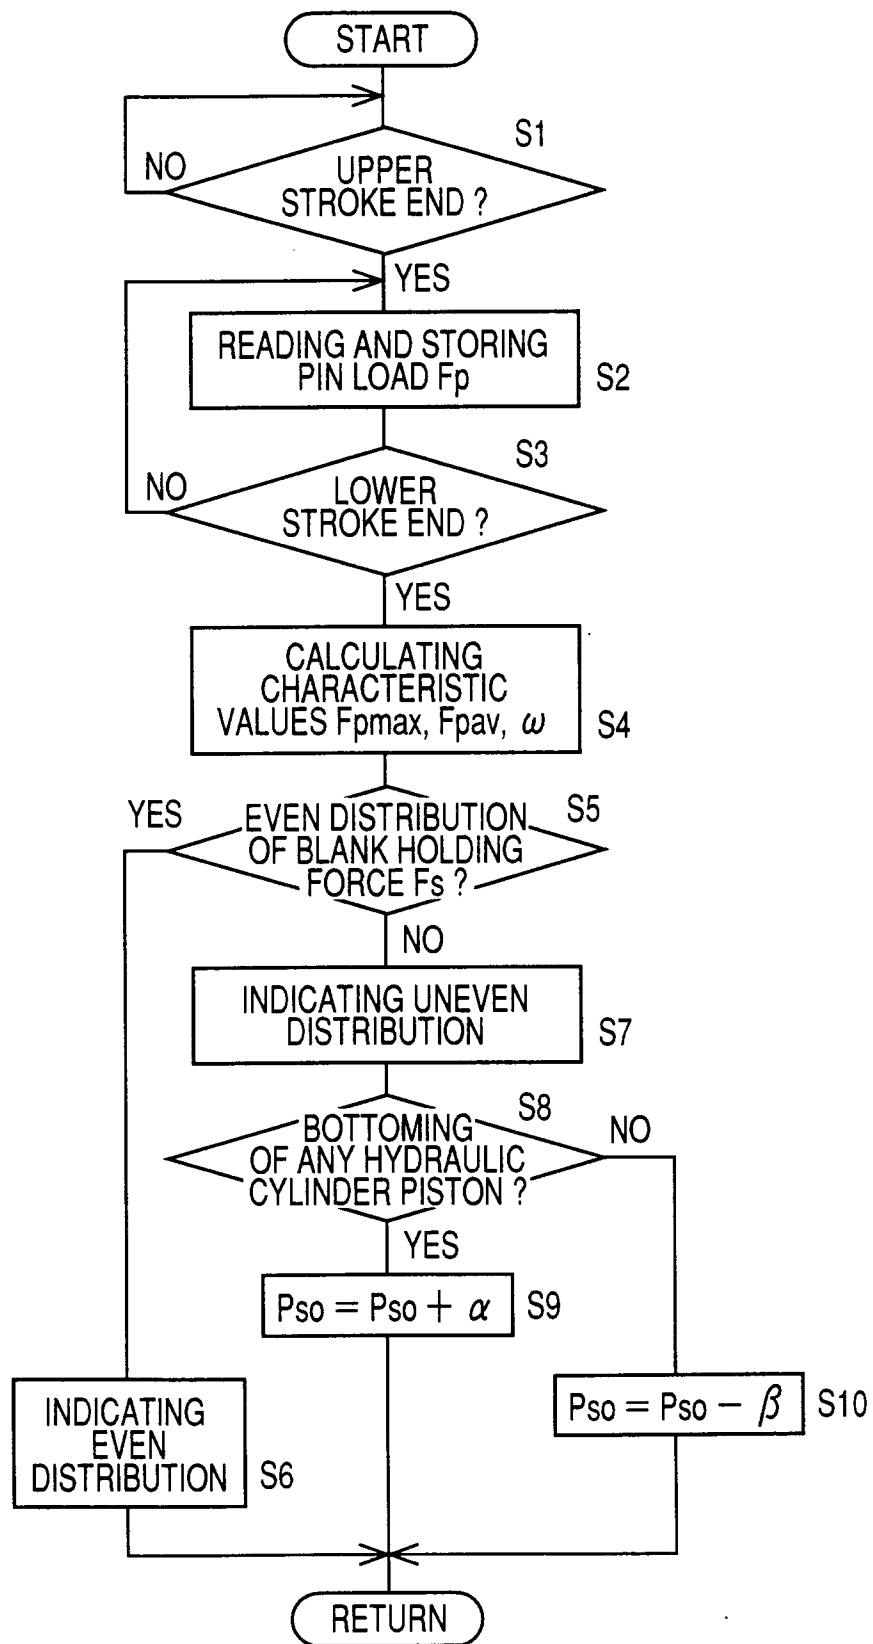 START
S1
NO
UPPER
STROKE END ?
YES
READING AND STORING
PIN LOAD Fp
S2
S3
NO
LOWER
STROKE END ?
YES
CALCULATING
CHARACTERISTIC
VALUES Fpmax, Fpav, ω
S4
YES
EVEN DISTRIBUTION
OF BLANK HOLDING
FORCE Fs ?
S5
NO
INDICATING UNEVEN
DISTRIBUTION
S7
S8
BOTTOMING
OF ANY HYDRAULIC
CYLINDER PISTON ?
NO
YES
Pso = Pso + α
S9
INDICATING
EVEN
DISTRIBUTION
S6
Pso = Pso − β
S10
RETURN